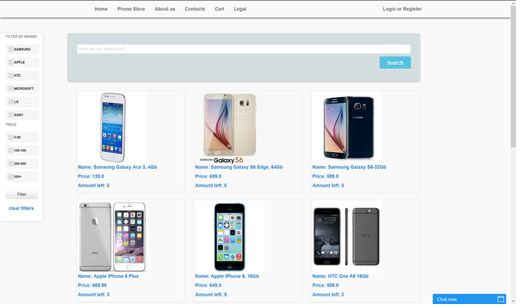 Home Phone Store About us Contacts Cart Legal Login or Register
FILTER BY BRAND
SAMSUNG
APPLE
HTC
MICROSOFT
LG
SONY
PRICE
100-199
200-499
500+
Filter
clear filters
What are you looking for?
Search
SAMSUNG
Galaxy S6
Name: Samsung Galaxy Ace 3, 4Gb
Price: 139.0
Amount left: 5
Name: Samsung Galaxy S6 Edge, 64Gb
Price: 699.0
Amount left: 5
Name: Samsung Galaxy S6-32Gb
Price: 599.0
Amount left: 5
Name: Apple iPhone 6 Plus
Price: 669.99
Amount left: 3
Name: Apple iPhone 6, 16Gb
Price: 649.0
Amount left: 5
Name: HTC One A9 16Gb
Price: 599.0
Amount left: 2
Chat now